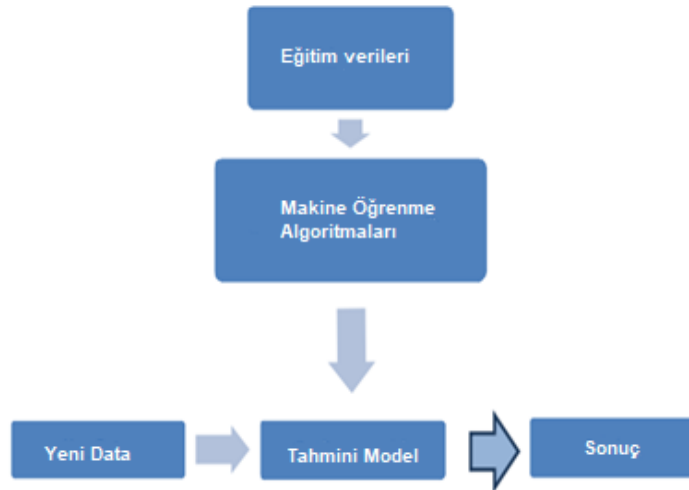 Eğitim verileri
Makine Öğrenme
Algoritmaları
Yeni Data
Tahmini Model
Sonuç